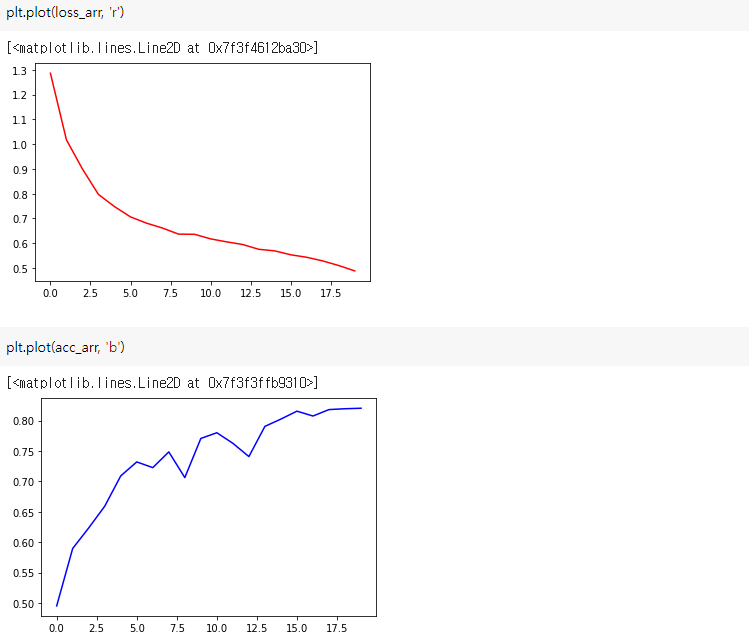 plt.plot(loss_arr, 'r')
[<matplotlib.lines.Line2D at 0x7f3f4612ba30>]
1.3
1.2
1.1
1.0
0.9
0.8
0.7
0.6
0.5
0.0 2.5 5.0 7.5 10.0 12.5 15.0 17.5
plt.plot(acc_arr, 'b')
[<matplotlib.lines.Line2D at 0x7f3f3ffb9310>]
0.80
0.75
0.70
0.65
0.60
0.55
0.50
0.0 2.5 5.0 7.5 10.0 12.5 15.0 17.5